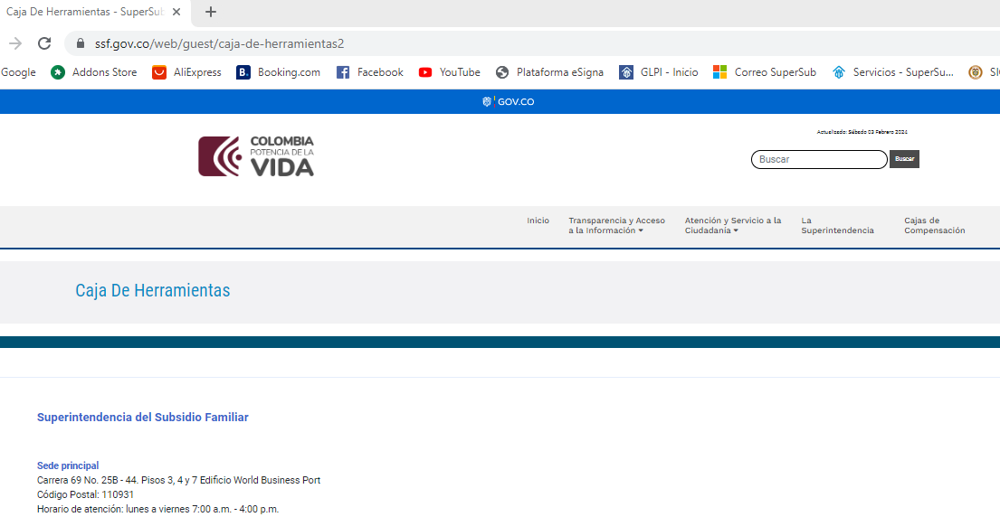 Caja De Herramientas - SuperSub
ssf.gov.co/web/guest/caja-de-herramientas2
Google Addons Store AliExpress B. Booking.com Facebook YouTube Plataforma eSigna GLPI - Inicio Correo SuperSub Servicios - SuperSu... SI
GOV.CO
COLOMBIA
POTENCIA DE LA
VIDA
Actualizado: Sábado 03 Febrero 2024
Buscar Buscar
Inicio
Transparencia y Acceso
a la Información
Atención y Servicio a la
Ciudadanía
La
Superintendencia
Cajas de
Compensación
Caja De Herramientas
Superintendencia del Subsidio Familiar
Sede principal
Carrera 69 No. 25B - 44. Pisos 3, 4 y 7 Edificio World Business Port
Código Postal: 110931
Horario de atención: lunes a viernes 7:00 a.m. - 4:00 p.m.